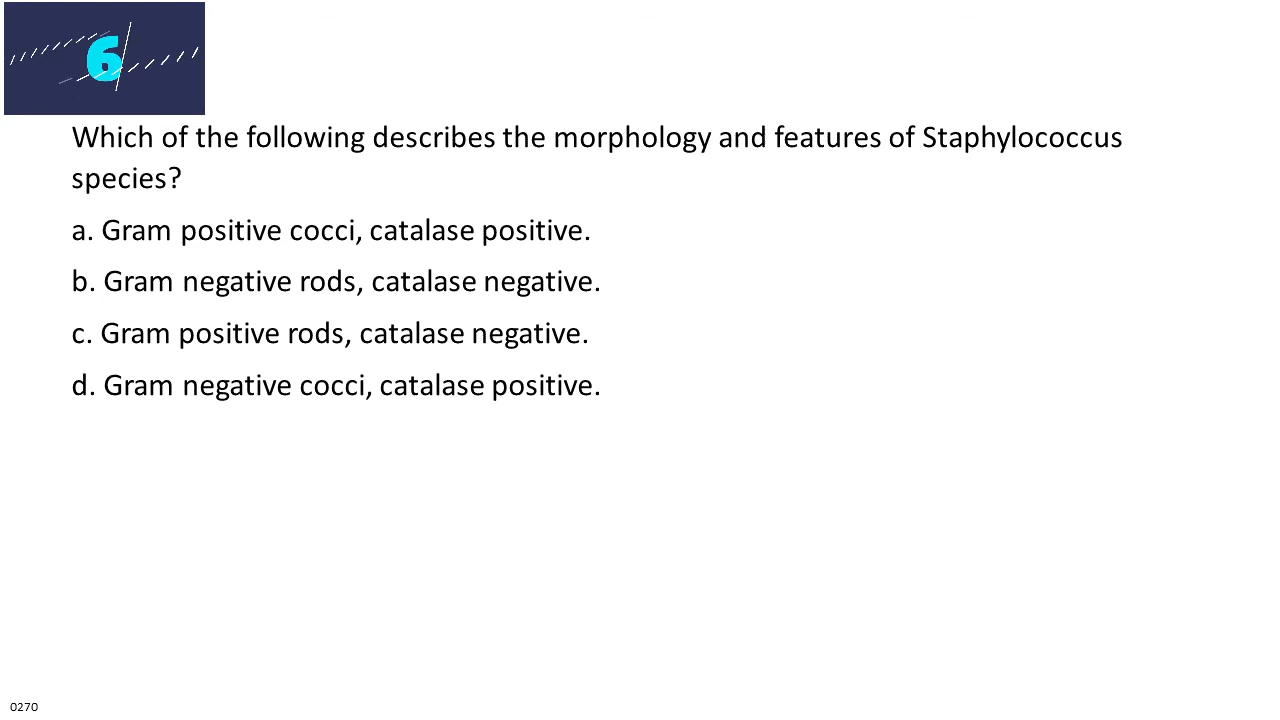 6
Which of the following describes the morphology and features of Staphylococcus
species?
a. Gram positive cocci, catalase positive.
b. Gram negative rods, catalase negative.
c. Gram positive rods, catalase negative.
d. Gram negative cocci, catalase positive.
0270